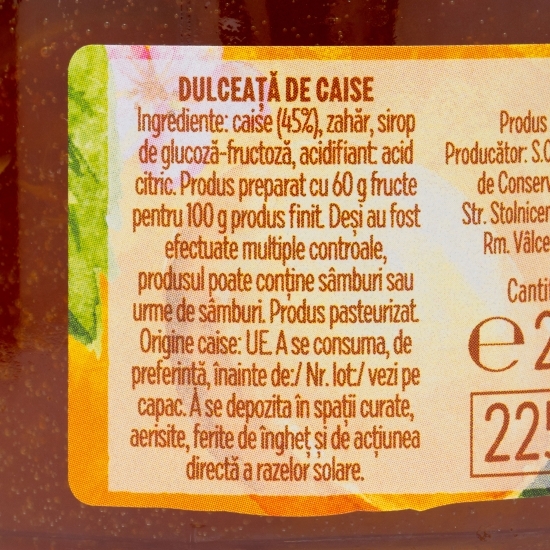 DULCEAȚĂ DE CAISE
Ingrediente: caise (45%), zahăr, sirop
de glucoză-fructoză, acidifiant: acid
citric. Produs preparat cu 60 g fructe
pentru 100 g produs finit. Deși au fost
efectuate multiple controale,
produsul poate conține sâmburi sau
urme de sâmburi. Produs pasteurizat.
Origine caise: UE. A se consuma, de
preferință, înainte de:/ Nr. lot:/ vezi pe
capac. A se depozita în spații curate,
aerisite, ferite de îngheț și de acțiunea
directă a razelor solare.
Produs
Producător: S.C
de Conserv
Str. Stolnicen
Rm. Vâlce
Cantit
e 2
225